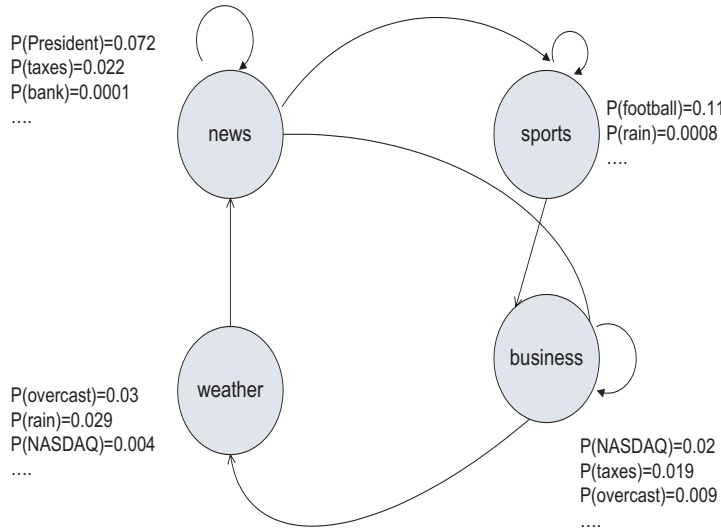 P(President)=0.072
P(taxes)=0.022
P(bank)=0.0001
....
news
sports
P(football)=0.11
P(rain)=0.0008
....
weather
business
P(overcast)=0.03
P(rain)=0.029
P(NASDAQ)=0.004
....
P(NASDAQ)=0.02
P(taxes)=0.019
P(overcast)=0.009
....